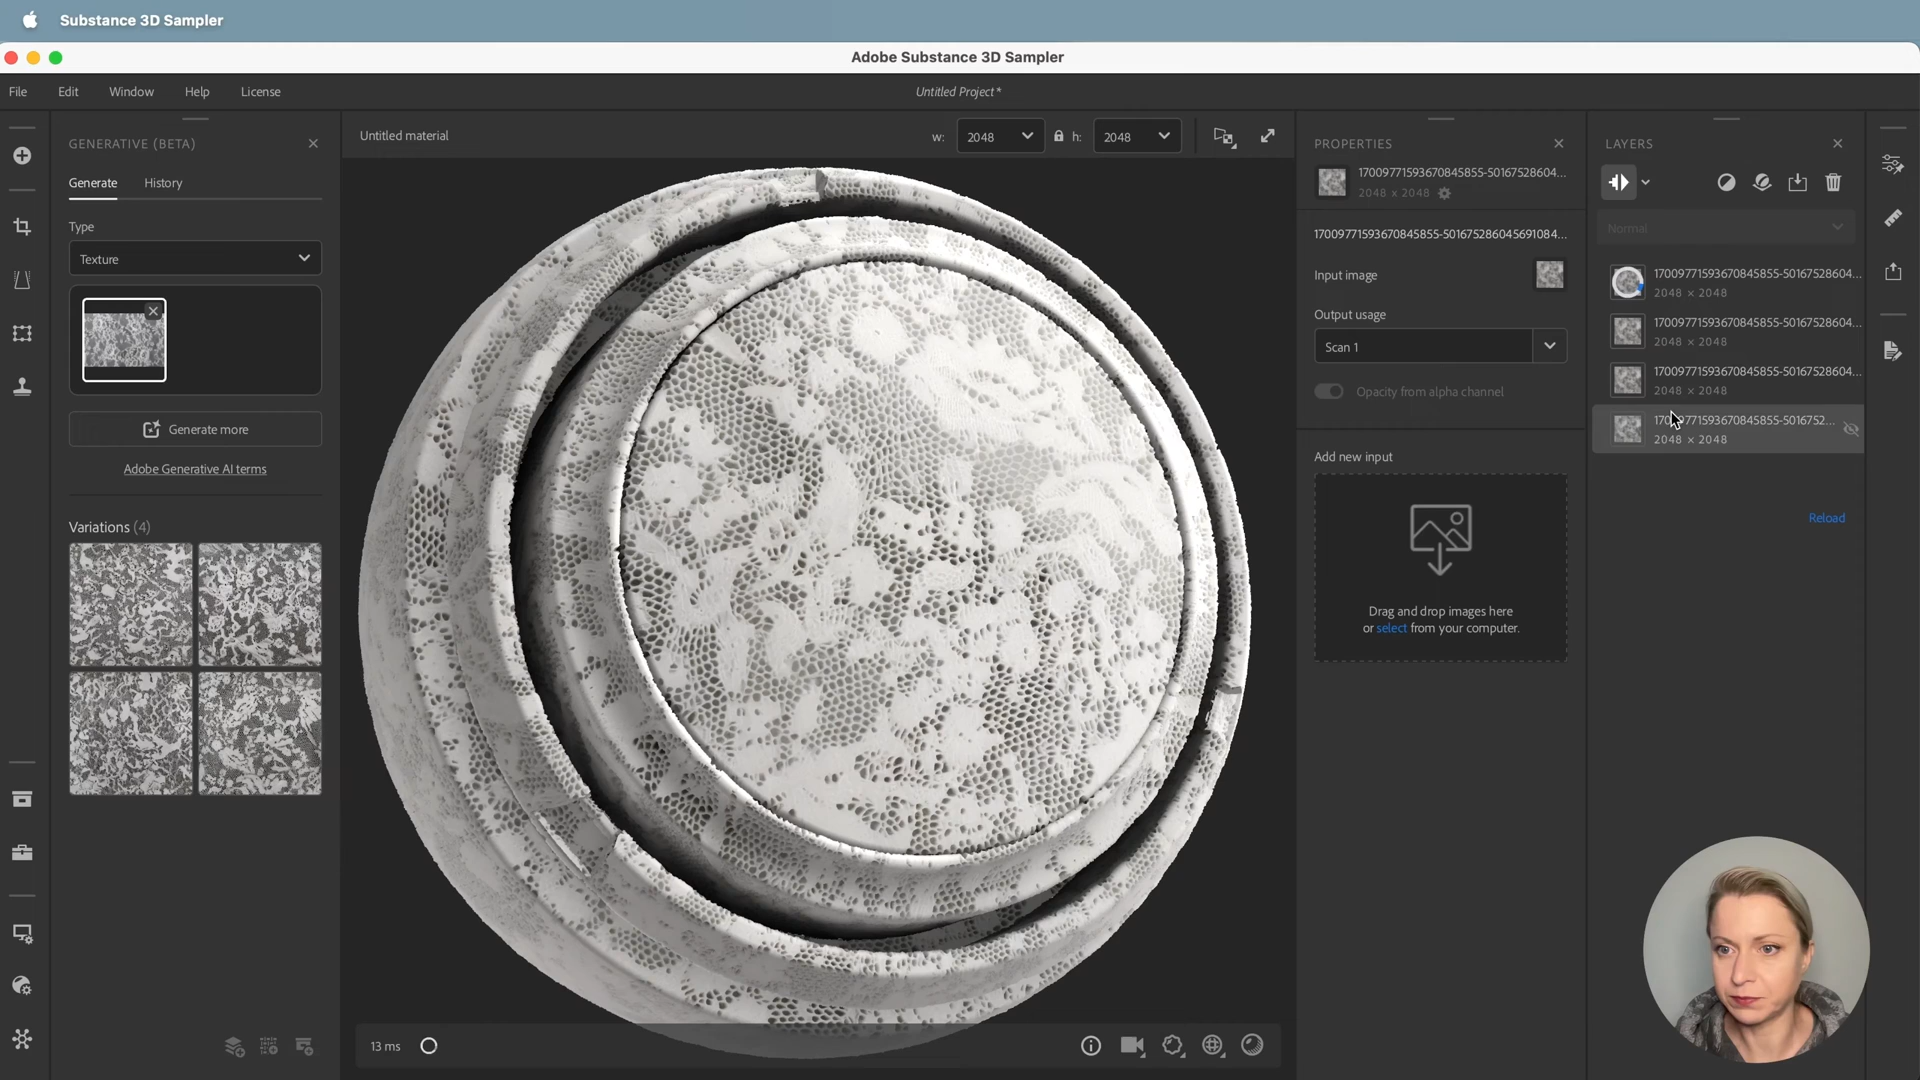 Substance 3D Sampler
Adobe Substance 3D Sampler
File Edit Window Help License
Untitled Project*
GENERATIVE (BETA)
Generate History
Type
Texture
Generate more
Adobe Generative AI terms
Variations (4)
Untitled material
w: 2048 h: 2048
13 ms
PROPERTIES
17009771593670845855-50167528604...
2048 × 2048
17009771593670845855-501675286045691084...
Input image
Output usage
Scan 1
Opacity from alpha channel
Add new input
Drag and drop images here
or select from your computer.
LAYERS
Normal
17009771593670845855-50167528604...
2048 × 2048
17009771593670845855-50167528604...
2048 × 2048
17009771593670845855-50167528604...
2048 × 2048
17009771593670845855-5016752...
2048 × 2048
Reload